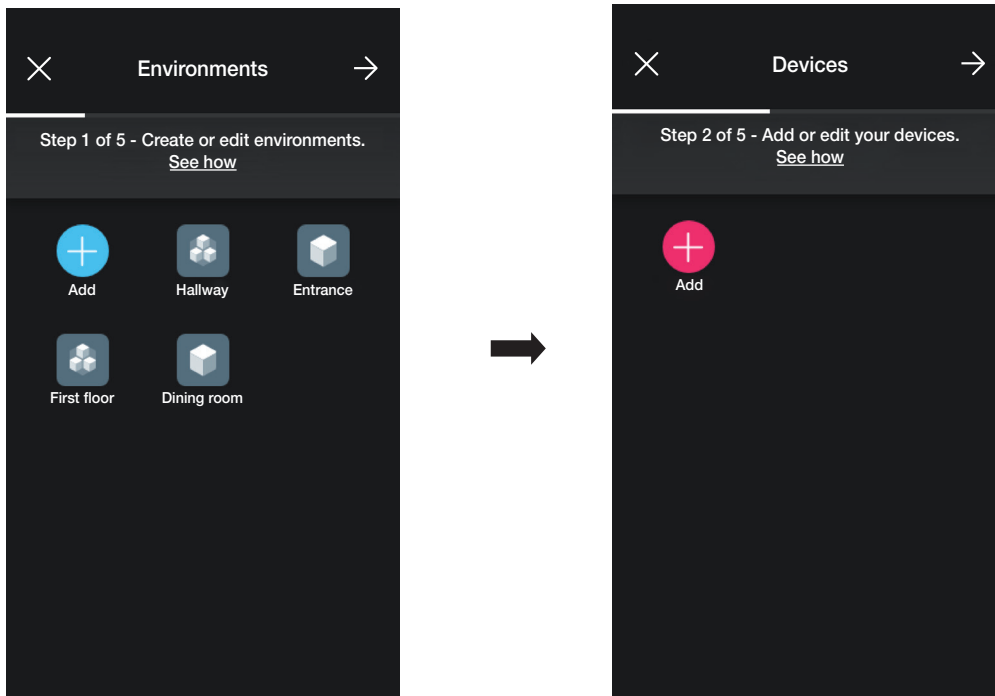 Environments
Step 1 of 5 - Create or edit environments.
See how
Add
Hallway
Entrance
First floor
Dining room
Devices
Step 2 of 5 - Add or edit your devices.
See how
Add